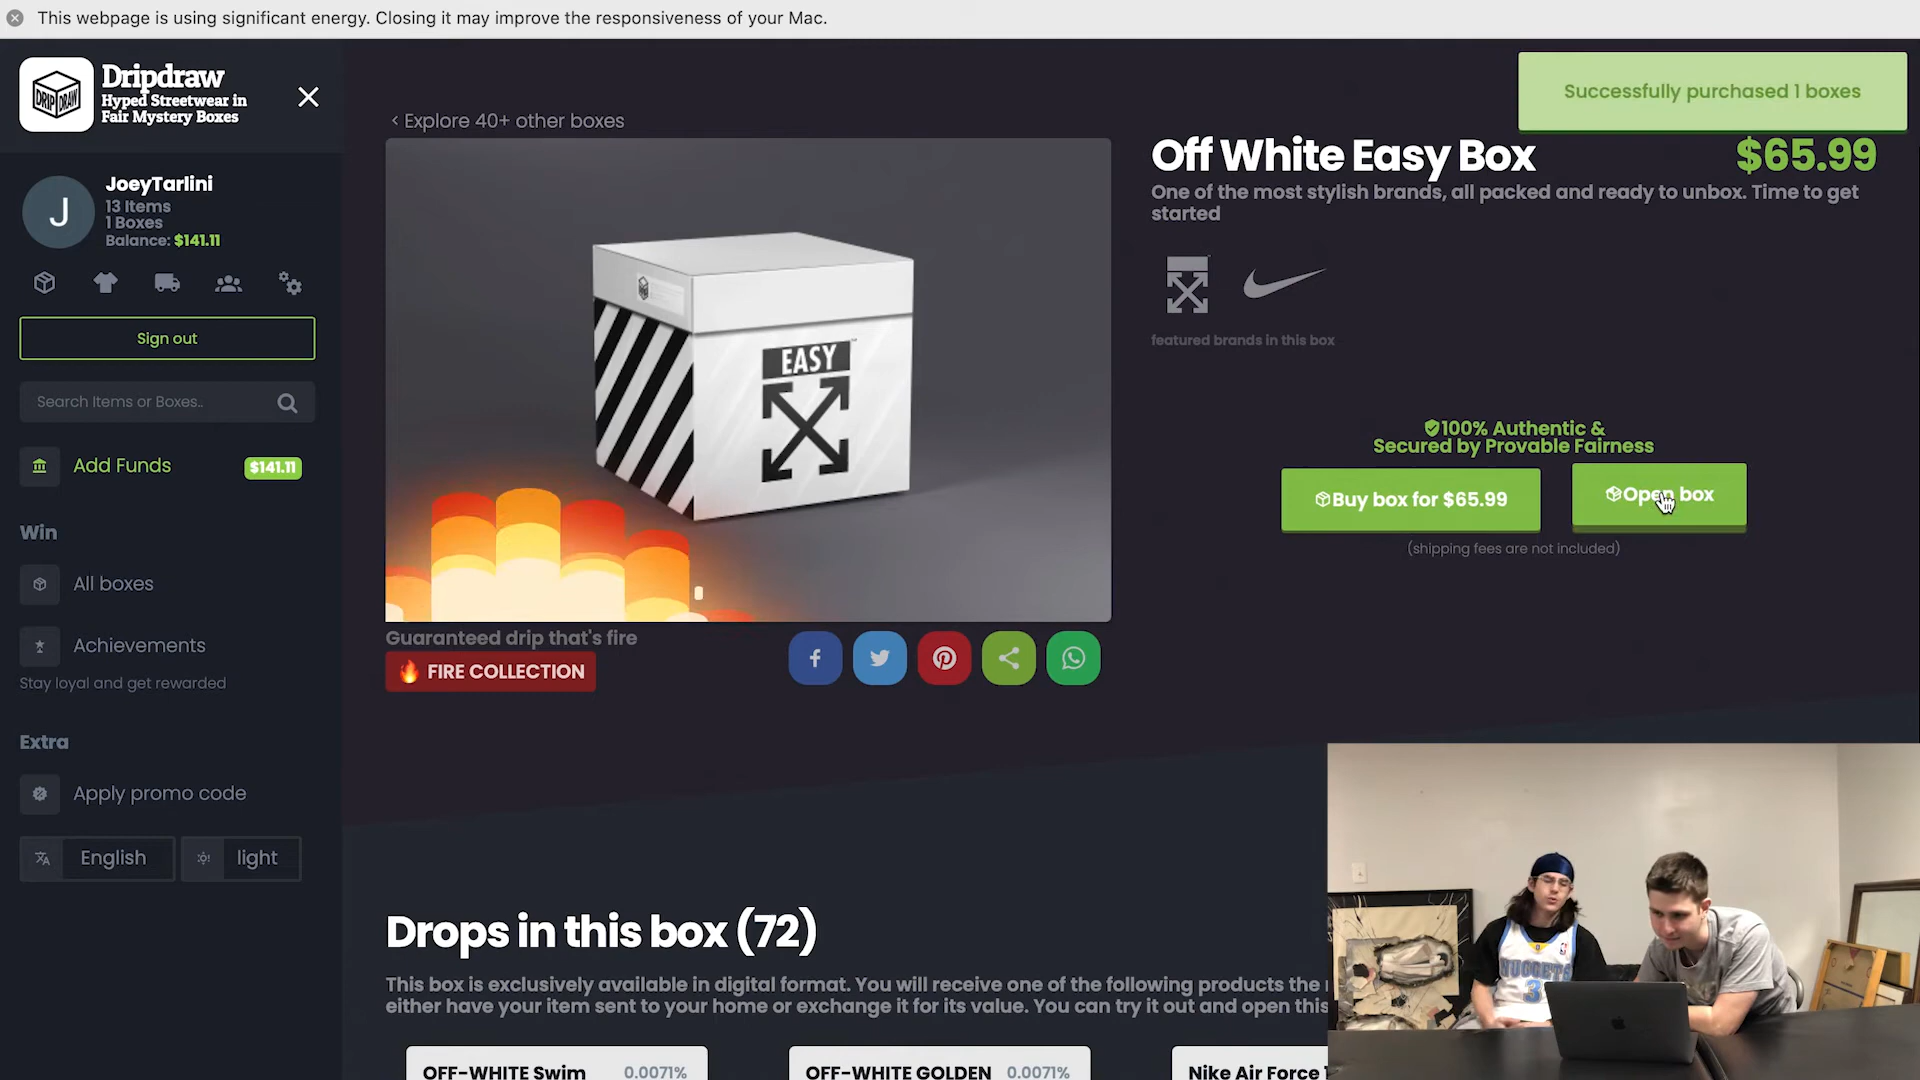 This webpage is using significant energy. Closing it may improve the responsiveness of your Mac.
DRIP DRAW
Dripdraw
Hyped Streetwear in
Fair Mystery Boxes
J
JoeyTarlini
13 Items
1 Boxes
Balance: $141.11
Sign out
Search Items or Boxes..
Add Funds $141.11
Win
All boxes
Achievements
Stay loyal and get rewarded
Extra
Apply promo code
English light
< Explore 40+ other boxes
EASY
Guaranteed drip that's fire
FIRE COLLECTION
Successfully purchased 1 boxes
Off White Easy Box $65.99
One of the most stylish brands, all packed and ready to unbox. Time to get
started
featured brands in this box
100% Authentic &
Secured by Provable Fairness
Buy box for $65.99 Open box
(shipping fees are not included)
Drops in this box (72)
This box is exclusively available in digital format. You will receive one of the following products the
either have your item sent to your home or exchange it for its value. You can try it out and open this
OFF-WHITE Swim 0.0071%
OFF-WHITE GOLDEN 0.0071%
Nike Air Force
NUGGETS
3